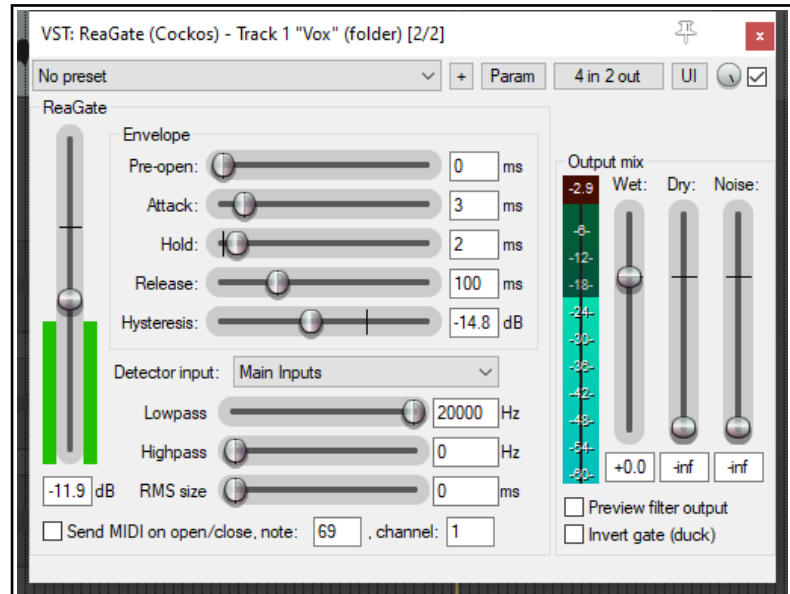 VST: ReaGate (Cockos) - Track 1 "Vox" (folder) [2/2]
x
No preset
+
Param
4 in 2 out
UI
ReaGate
Envelope
Pre-open: 0 ms
Attack: 3 ms
Hold: 2 ms
Release: 100 ms
Hysteresis: -14.8 dB
Detector input: Main Inputs
Lowpass 20000 Hz
Highpass 0 Hz
-11.9 dB RMS size 0 ms
Send MIDI on open/close, note: 69 , channel: 1
Output mix
-2.9 Wet: Dry: Noise:
-6-
-12-
-18-
-24-
-30-
-36-
-42-
-48-
-54-
-60-
+0.0 -inf -inf
Preview filter output
Invert gate (duck)